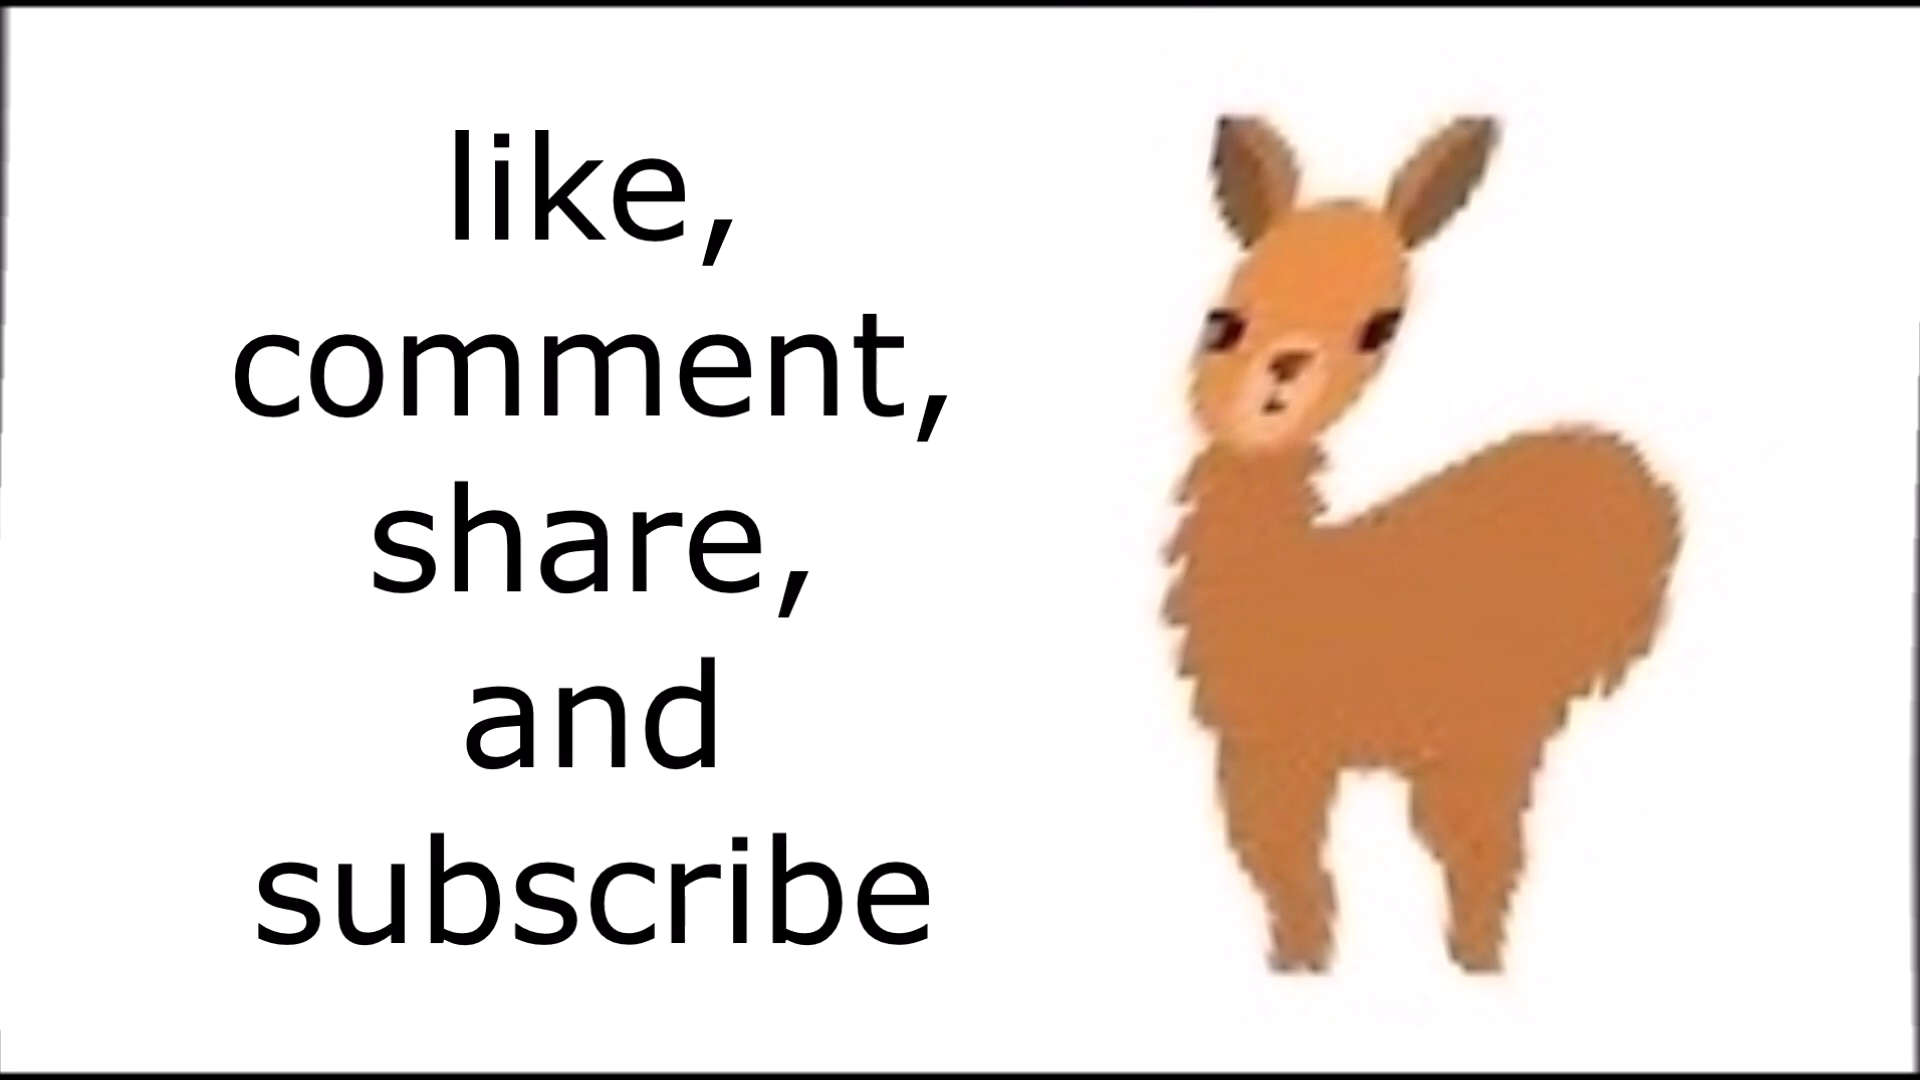 like,
comment,
share,
and
subscribe